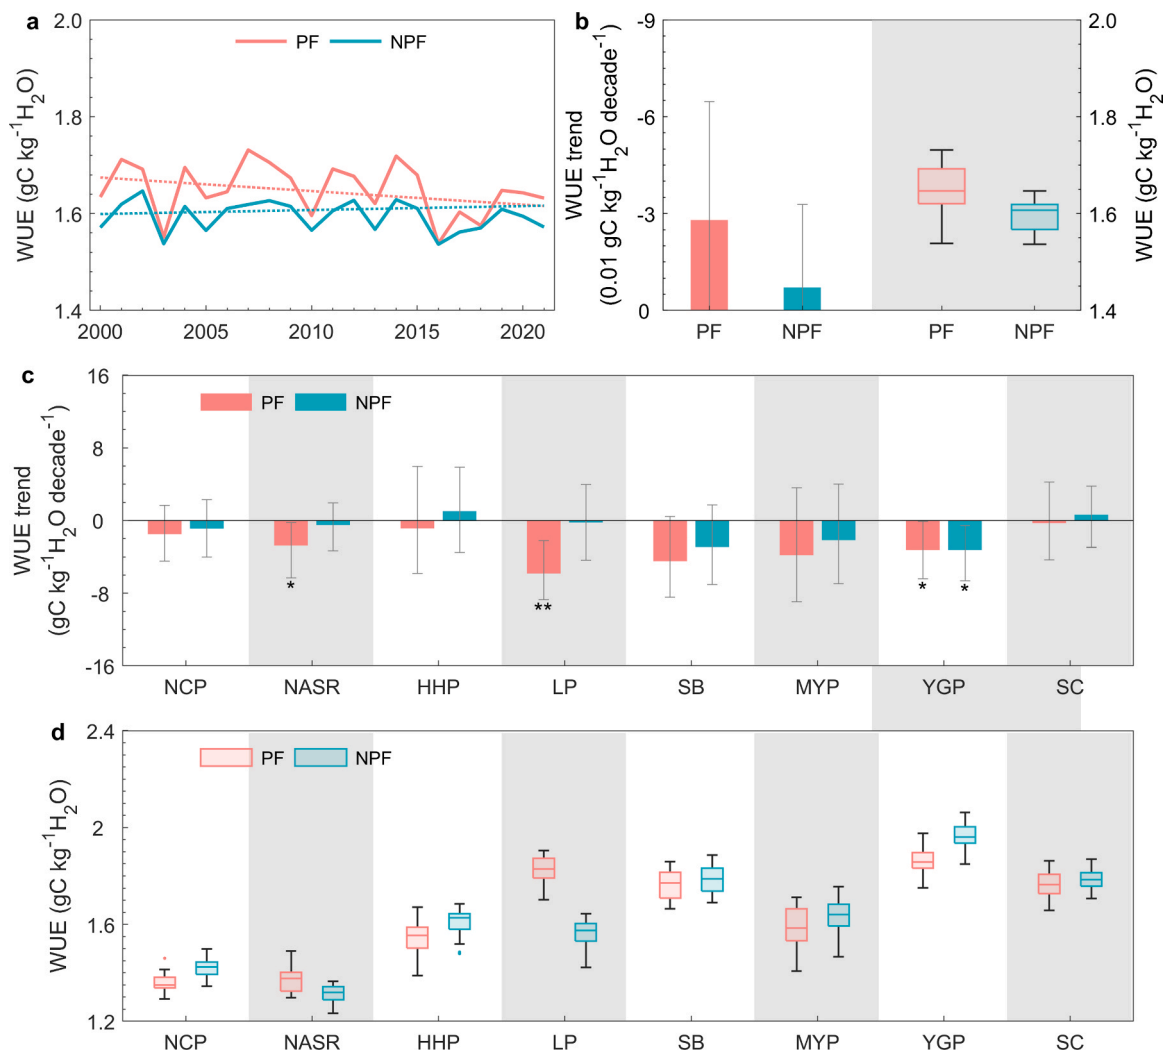 a
PF
NPF
WUE (gC kg⁻¹H₂O)
2.0
1.8
1.6
1.4
2000
2005
2010
2015
2020
b
WUE trend
(0.01 gC kg⁻¹H₂O decade⁻¹)
-9
-6
-3
0
PF
NPF
PF
NPF
2.0
1.8
1.6
1.4
WUE (gC kg⁻¹H₂O)
c
PF
NPF
WUE trend
(gC kg⁻¹H₂O decade⁻¹)
16
8
0
-8
-16
*
**
*
*
NCP
NASR
HHP
LP
SB
MYP
YGP
SC
d
PF
NPF
WUE (gC kg⁻¹H₂O)
2.4
2
1.6
1.2
NCP
NASR
HHP
LP
SB
MYP
YGP
SC